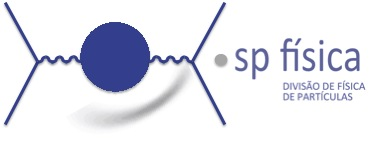 sp física
DIVISÃO DE FÍSICA
DE PARTÍCULAS